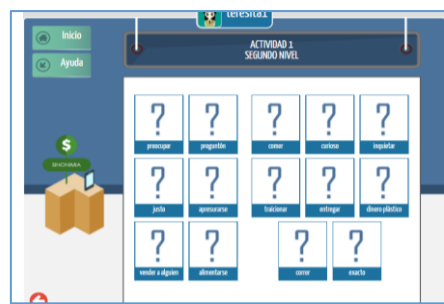 teresita1
Inicio
Ayuda
ACTIVIDAD 1
SEGUNDO NIVEL
$
SINONIMIA
? ? ? ? ?
preocupar preguntón comer curioso inquietar
? ? ? ? ?
justo apresurarse traicionar entregar dinero plástico
? ? ? ?
vender a alguien alimentarse correr exacto